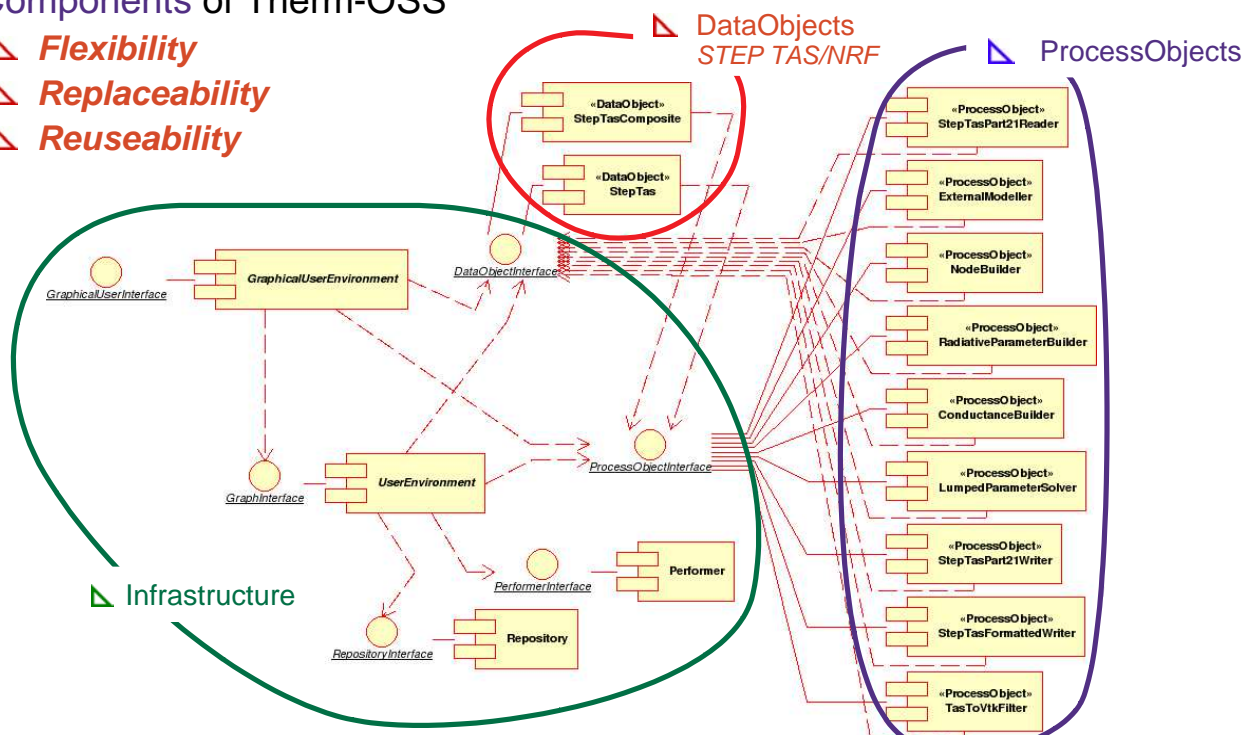 Components of Therm-OSS
Flexibility
Replaceability
Reuseability
DataObjects
STEP TAS/NRF
ProcessObjects
«DataObject»
StepTasComposite
«DataObject»
StepTas
«ProcessObject»
StepTasPart21Reader
«ProcessObject»
ExternalModeller
«ProcessObject»
NodeBuilder
«ProcessObject»
RadiativeParameterBuilder
«ProcessObject»
ConductanceBuilder
«ProcessObject»
LumpedParameterSolver
«ProcessObject»
StepTasPart21Writer
«ProcessObject»
StepTasFormattedWriter
«ProcessObject»
TasToVtkFilter
GraphicalUserInterface
GraphicalUserEnvironment
DataObjectInterface
GraphInterface
UserEnvironment
ProcessObjectInterface
Infrastructure
PerformerInterface
Performer
RepositoryInterface
Repository